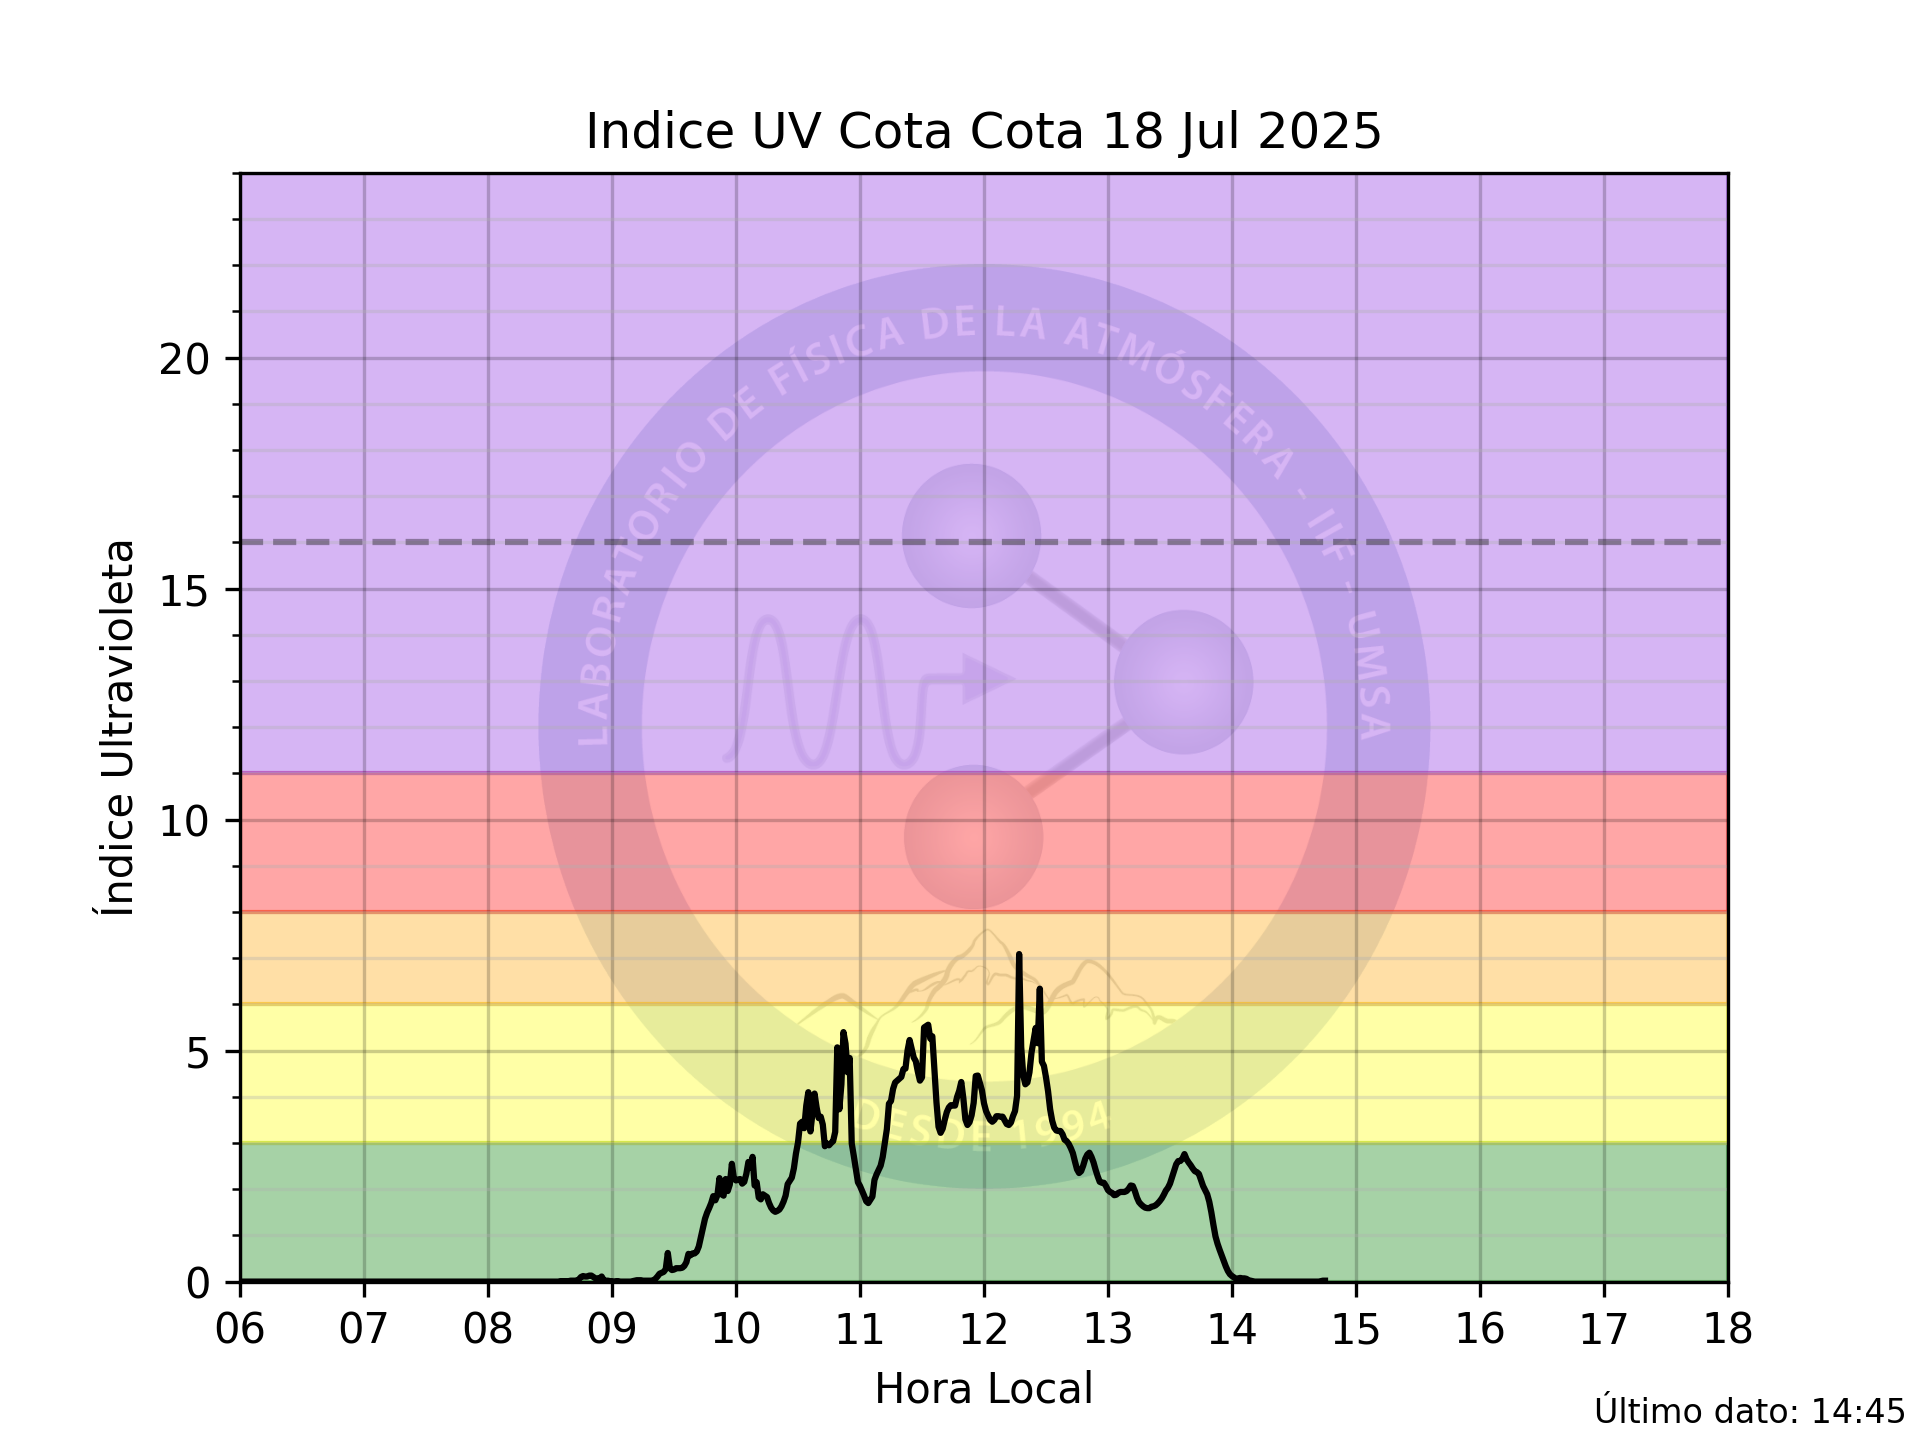 Indice UV Cota Cota 18 Jul 2025
Índice Ultravioleta
20
15
10
5
0
LABORATORIO DE FÍSICA DE LA ATMÓSFERA - IIF - UMSA
DESDE 1994
06 07 08 09 10 11 12 13 14 15 16 17 18
Hora Local
Último dato: 14:45